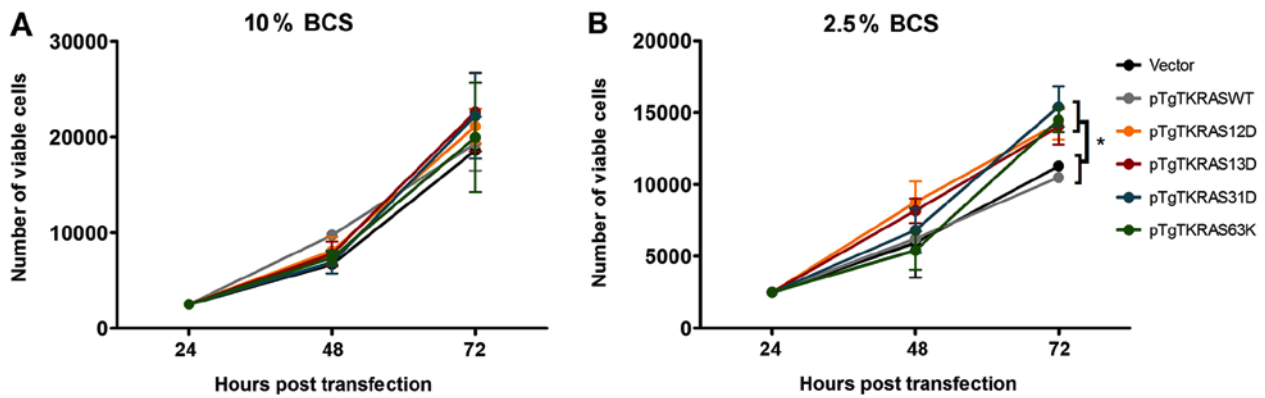 A
10% BCS
30000
20000
10000
0
24
48
72
Number of viable cells
Hours post transfection
B
2.5% BCS
20000
15000
10000
5000
0
24
48
72
Number of viable cells
Hours post transfection
*
Vector
pTgTKRASWT
pTgTKRAS12D
pTgTKRAS13D
pTgTKRAS31D
pTgTKRAS63K